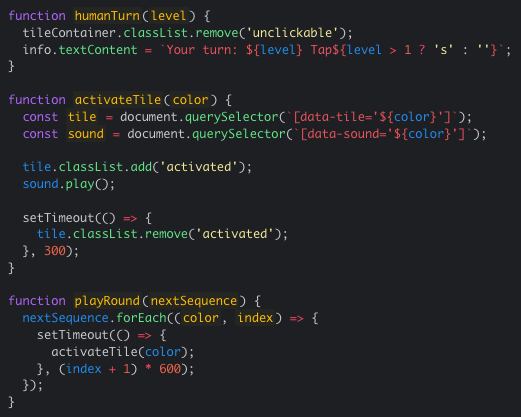 function humanTurn(level) {
  tileContainer.classList.remove('unclickable');
  info.textContent = `Your turn: ${level} Tap${level > 1 ? 's' : ''}`;
}

function activateTile(color) {
  const tile = document.querySelector(`[data-tile='${color}']`);
  const sound = document.querySelector(`[data-sound='${color}']`);

  tile.classList.add('activated');
  sound.play();

  setTimeout(() => {
    tile.classList.remove('activated');
  }, 300);
}

function playRound(nextSequence) {
  nextSequence.forEach((color, index) => {
    setTimeout(() => {
      activateTile(color);
    }, (index + 1) * 600);
  });
}